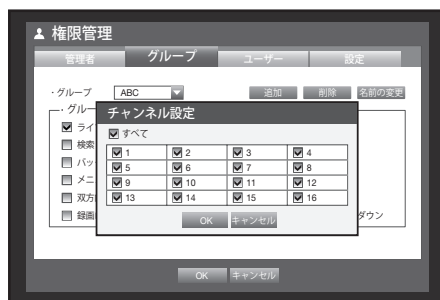 権限管理
管理者 グループ ユーザー 設定
・グループ ABC 追加 削除 名前の変更
・グルー
ライ
検索
バッ
メニ
双方
録画
ダウン
チャンネル設定
すべて
1 2 3 4
5 6 7 8
9 10 11 12
13 14 15 16
OK キャンセル
OK キャンセル